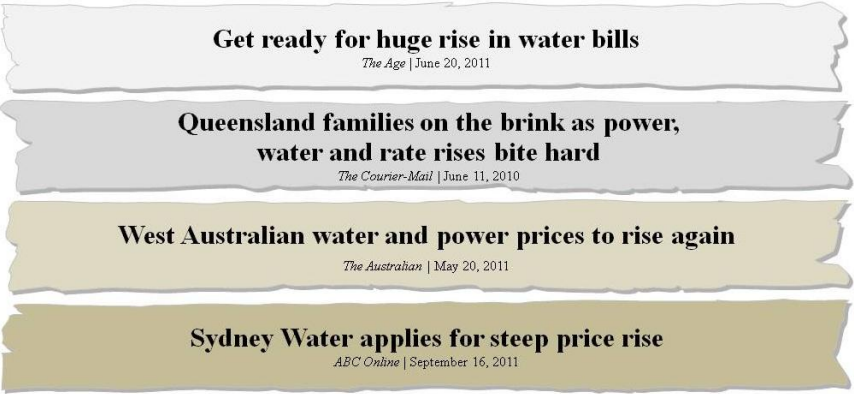 Get ready for huge rise in water bills
The Age | June 20, 2011
Queensland families on the brink as power,
water and rate rises bite hard
The Courier-Mail | June 11, 2010
West Australian water and power prices to rise again
The Australian | May 20, 2011
Sydney Water applies for steep price rise
ABC Online | September 16, 2011